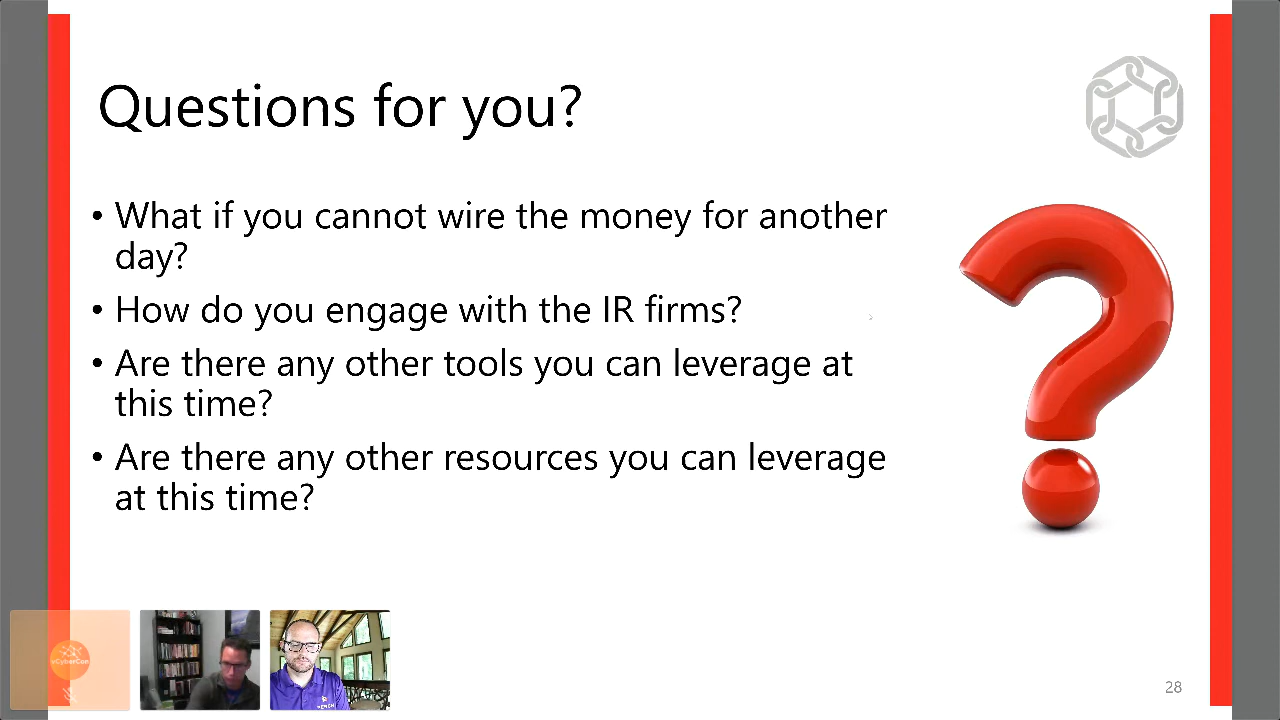 Questions for you?
• What if you cannot wire the money for another
day?
• How do you engage with the IR firms?
• Are there any other tools you can leverage at
this time?
• Are there any other resources you can leverage
at this time?
eCyberCon
28